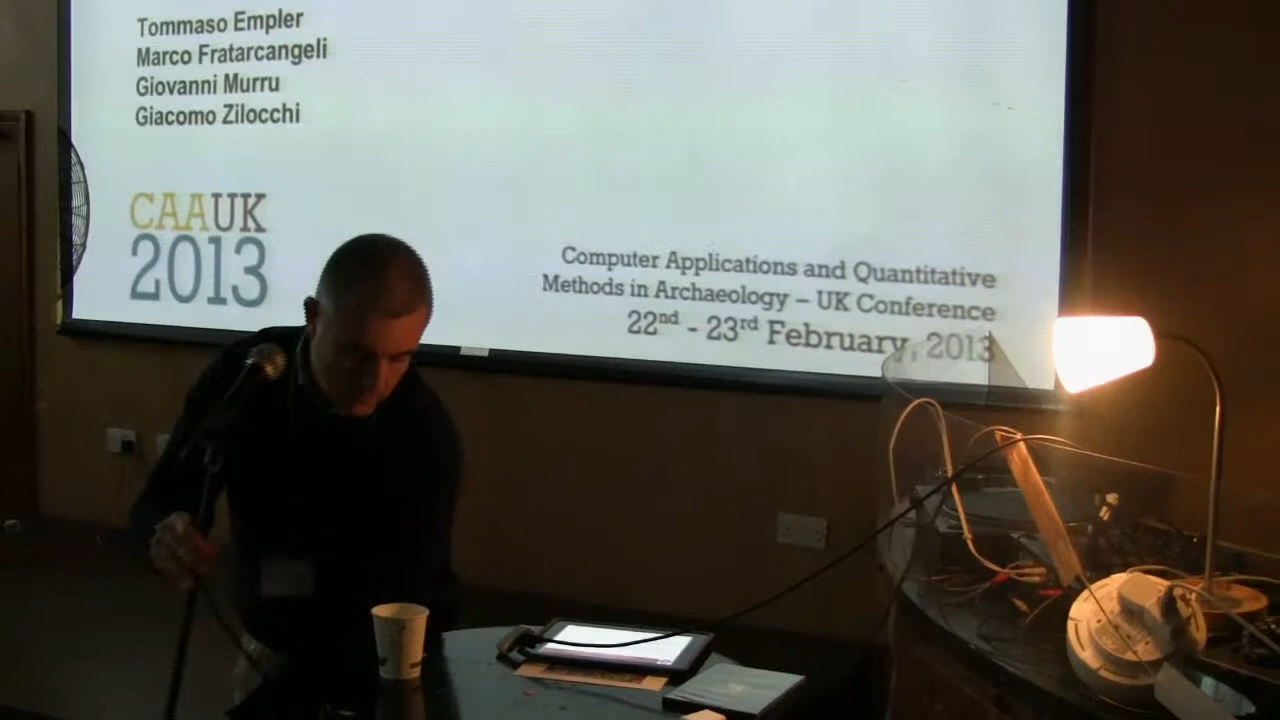 Tommaso Empler
Marco Fratarcangeli
Giovanni Murru
Giacomo Zilocchi
CAAUK
2013
Computer Applications and Quantitative
Methods in Archaeology – UK Conference
22nd - 23rd February, 2013